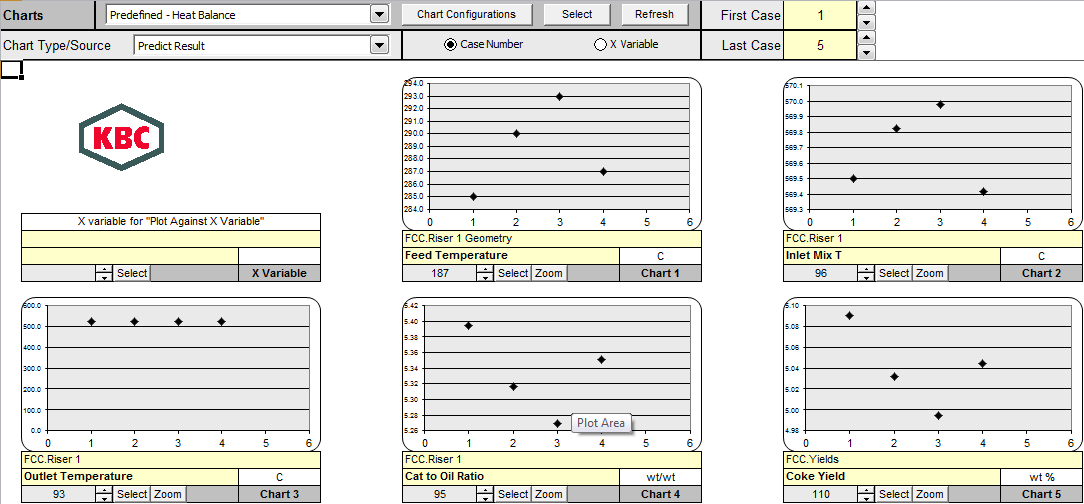 Charts Predefined - Heat Balance Chart Configurations Select Refresh First Case 1
Chart Type/Source Predict Result Case Number X Variable Last Case 5
KBC
X variable for "Plot Against X Variable"
Select X Variable
294.0
293.0
292.0
291.0
290.0
289.0
288.0
287.0
286.0
285.0
284.0
0 1 2 3 4 5 6
FCC.Riser 1 Geometry
Feed Temperature C
187 Select Zoom Chart 1
570.1
570.0
569.9
569.8
569.7
569.6
569.5
569.4
569.3
0 1 2 3 4 5 6
FCC.Riser 1
Inlet Mix T C
96 Select Zoom Chart 2
600.0
500.0
400.0
300.0
200.0
100.0
0.0
0 1 2 3 4 5 6
FCC.Riser 1
Outlet Temperature C
93 Select Zoom Chart 3
5.42
5.40
5.38
5.36
5.34
5.32
5.30
5.28
5.26
Plot Area
0 1 2 3 4 5 6
FCC.Riser 1
Cat to Oil Ratio wt/wt
95 Select Zoom Chart 4
5.10
5.08
5.06
5.04
5.02
5.00
4.98
0 1 2 3 4 5 6
FCC.Yields
Coke Yield wt %
110 Select Zoom Chart 5